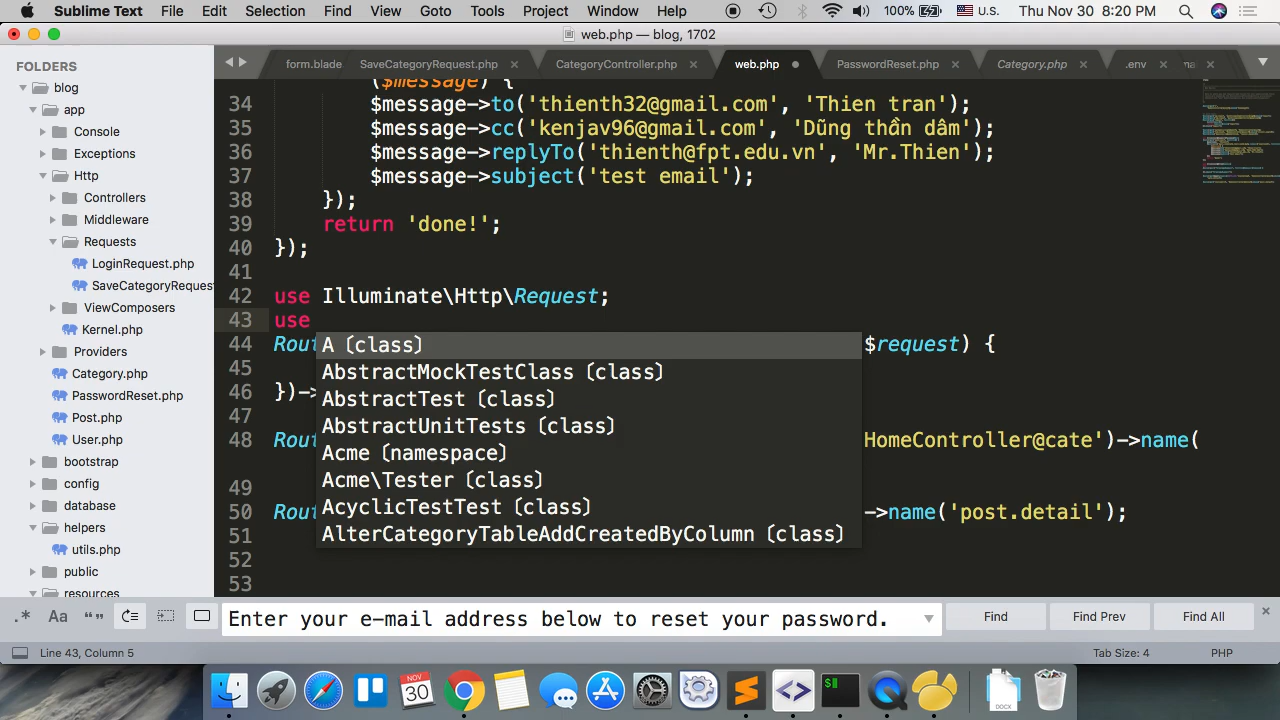 Sublime Text File Edit Selection Find View Goto Tools Project Window Help 100% U.S. Thu Nov 30 8:20 PM
web.php — blog, 1702
FOLDERS
blog
app
Console
Exceptions
Http
Controllers
Middleware
Requests
LoginRequest.php
SaveCategoryReques
ViewComposers
Kernel.php
Providers
Category.php
PasswordReset.php
Post.php
User.php
bootstrap
config
database
helpers
utils.php
public
resources
form.blade SaveCategoryRequest.php × CategoryController.php × web.php PasswordReset.php × Category.php × .env × na ×
($message) {
34 $message->to('thienth32@gmail.com', 'Thien tran');
35 $message->cc('kenjav96@gmail.com', 'Dũng thần dâm');
36 $message->replyTo('thienth@fpt.edu.vn', 'Mr.Thien');
37 $message->subject('test email');
38 });
39 return 'done!';
40 });
41
42 use Illuminate\Http\Request;
43 use
44 Rout $request) {
45
46 })->
47
48 Rout HomeController@cate')->name(
49
50 Rout ->name('post.detail');
51
52
53
A (class)
AbstractMockTestClass (class)
AbstractTest (class)
AbstractUnitTests (class)
Acme (namespace)
Acme\Tester (class)
AcyclicTestTest (class)
AlterCategoryTableAddCreatedByColumn (class)
.* Aa “” Enter your e-mail address below to reset your password. Find Find Prev Find All ×
Line 43, Column 5 Tab Size: 4 PHP
30
DOCX